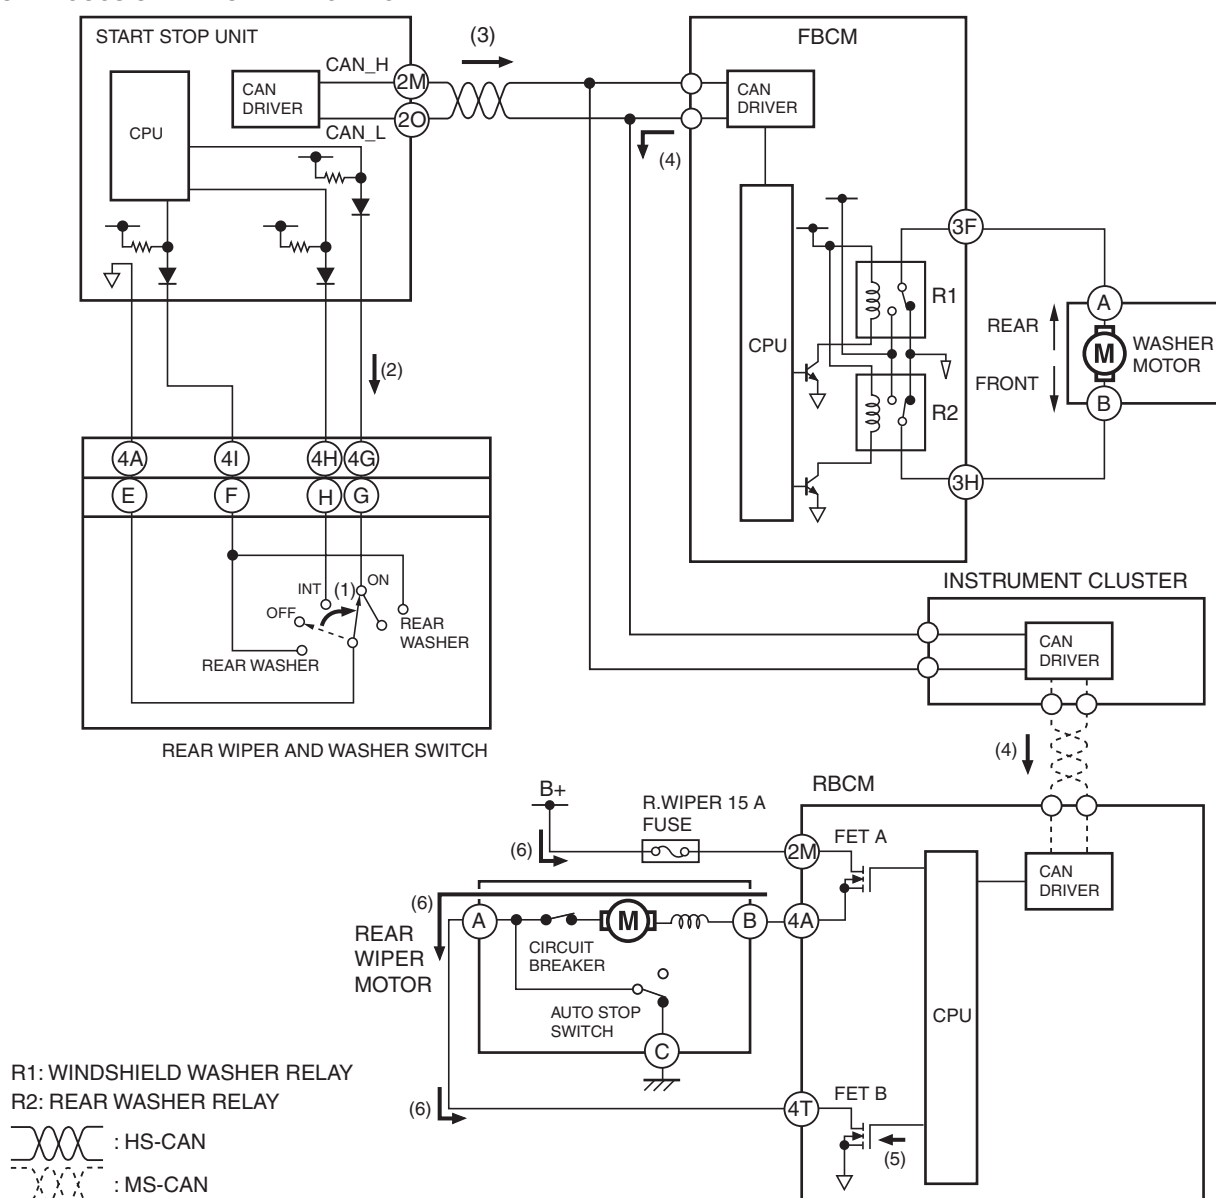 START STOP UNIT
CAN_H
CAN
DRIVER
CPU
CAN_L
2M
2O
(3)
FBCM
CAN
DRIVER
(4)
CPU
R1
R2
3F
3H
A
REAR
M
WASHER
MOTOR
FRONT
B
(2)
4A
4I
4H
4G
E
F
H
G
INT
(1)
ON
OFF
REAR
WASHER
REAR WASHER
REAR WIPER AND WASHER SWITCH
INSTRUMENT CLUSTER
CAN
DRIVER
(4)
RBCM
B+
R.WIPER 15 A
FUSE
(6)
2M
FET A
CAN
DRIVER
(6)
A
M
B
4A
REAR
WIPER
MOTOR
CIRCUIT
BREAKER
AUTO STOP
SWITCH
C
CPU
(6)
4T
FET B
(5)
R1: WINDSHIELD WASHER RELAY
R2: REAR WASHER RELAY
: HS-CAN
: MS-CAN